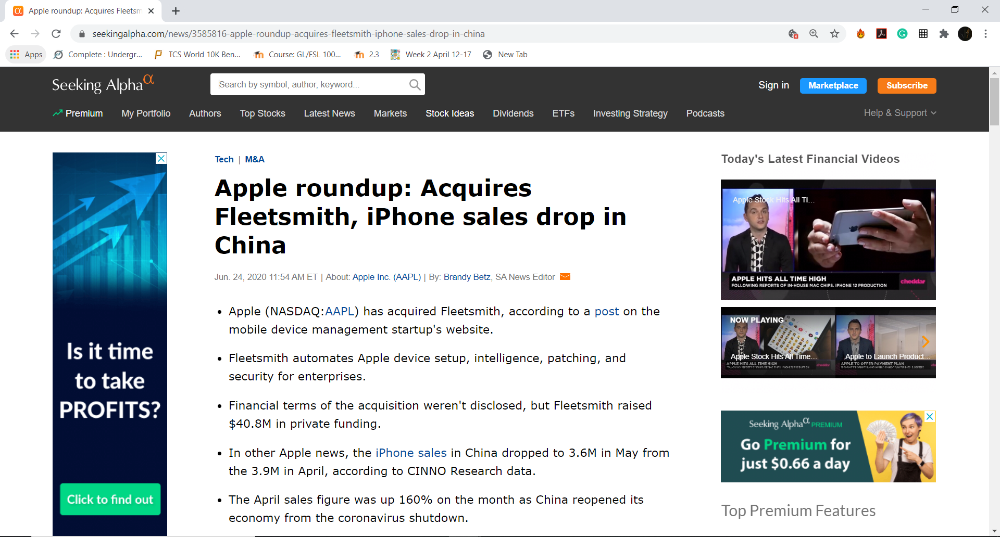 Apple roundup: Acquires Fleetsm
seekingalpha.com/news/3585816-apple-roundup-acquires-fleetsmith-iphone-sales-drop-in-china
Apps
Complete : Undergr...
TCS World 10K Ben...
Course: GL/FSL 100...
2.3
Week 2 April 12-17
New Tab
Seeking Alpha α
Search by symbol, author, keyword...
Sign in
Marketplace
Subscribe
Premium
My Portfolio
Authors
Top Stocks
Latest News
Markets
Stock Ideas
Dividends
ETFs
Investing Strategy
Podcasts
Help & Support
Is it time
to take
PROFITS?
Click to find out
Tech | M&A
Apple roundup: Acquires
Fleetsmith, iPhone sales drop in
China
Jun. 24, 2020 11:54 AM ET | About: Apple Inc. (AAPL) | By: Brandy Betz, SA News Editor
• Apple (NASDAQ:AAPL) has acquired Fleetsmith, according to a post on the
mobile device management startup's website.
• Fleetsmith automates Apple device setup, intelligence, patching, and
security for enterprises.
• Financial terms of the acquisition weren't disclosed, but Fleetsmith raised
$40.8M in private funding.
• In other Apple news, the iPhone sales in China dropped to 3.6M in May from
the 3.9M in April, according to CINNO Research data.
• The April sales figure was up 160% on the month as China reopened its
economy from the coronavirus shutdown.
Today's Latest Financial Videos
Apple Stock Hits All Ti...
APPLE HITS ALL TIME HIGH
FOLLOWING REPORTS OF IN-HOUSE MAC CHIPS, IPHONE 12 PRODUCTION
cheddar
NOW PLAYING
Apple Stock Hits All Time...
APPLE HITS ALL TIME HIGH
FOLLOWING REPORTS OF IN-HOUSE MAC CHIPS, IPHONE 12 PRODUCTION
cheddar
Apple to Launch Product...
APPLE TO OFFER PAYMENT PLAN
cheddar
Seeking Alpha α PREMIUM
Go Premium for
just $0.66 a day
Top Premium Features